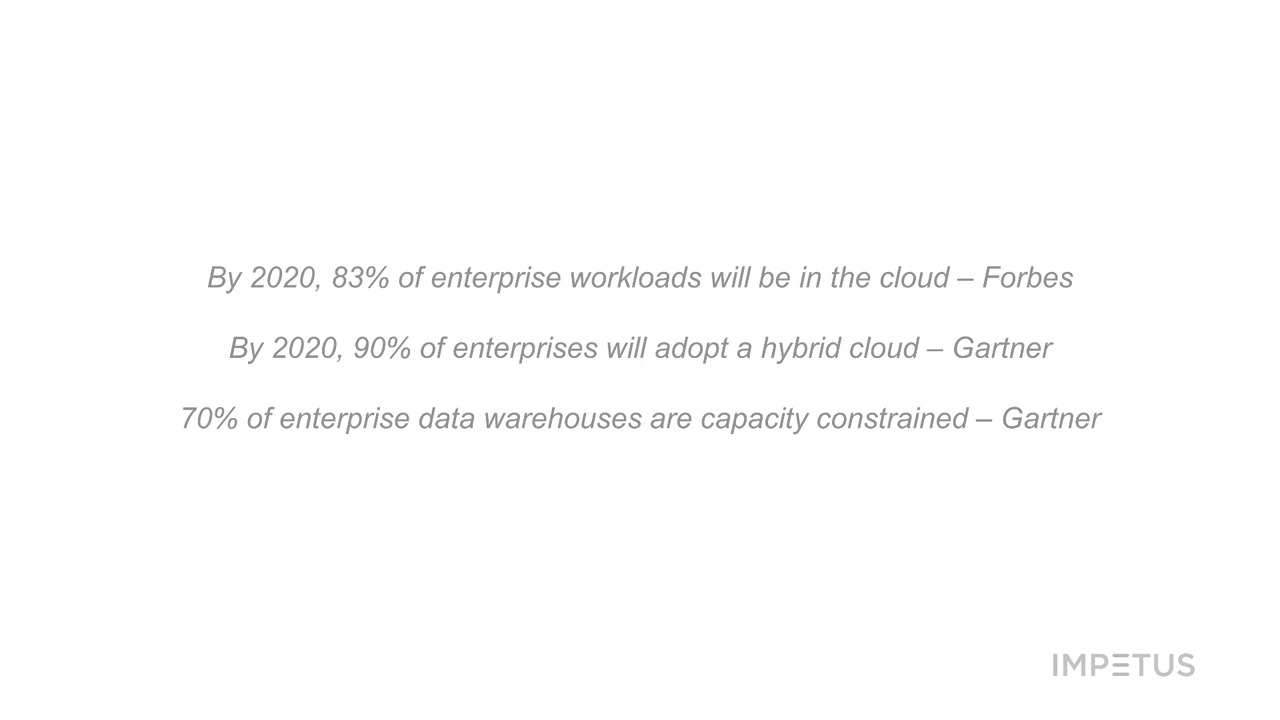 By 2020, 83% of enterprise workloads will be in the cloud – Forbes
By 2020, 90% of enterprises will adopt a hybrid cloud – Gartner
70% of enterprise data warehouses are capacity constrained – Gartner
IMPETUS